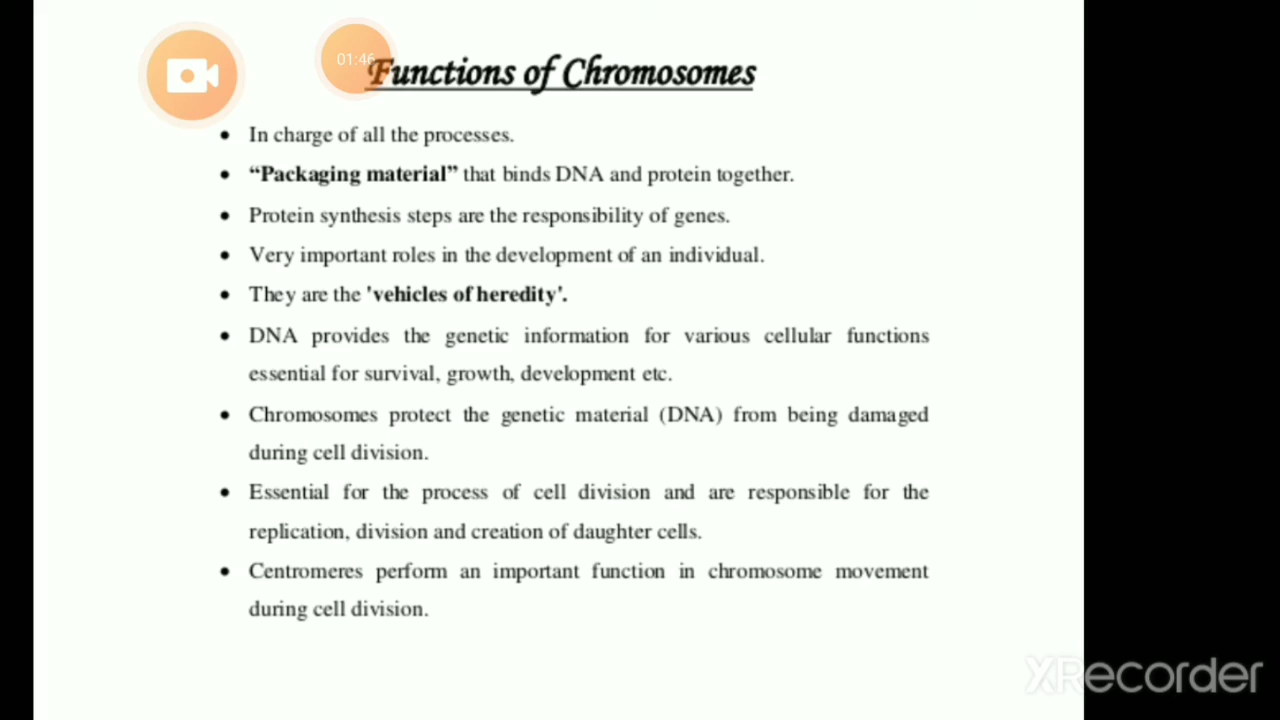 01:46
Functions of Chromosomes
• In charge of all the processes.
• “Packaging material” that binds DNA and protein together.
• Protein synthesis steps are the responsibility of genes.
• Very important roles in the development of an individual.
• They are the 'vehicles of heredity'.
• DNA provides the genetic information for various cellular functions
essential for survival, growth, development etc.
• Chromosomes protect the genetic material (DNA) from being damaged
during cell division.
• Essential for the process of cell division and are responsible for the
replication, division and creation of daughter cells.
• Centromeres perform an important function in chromosome movement
during cell division.
XRecorder